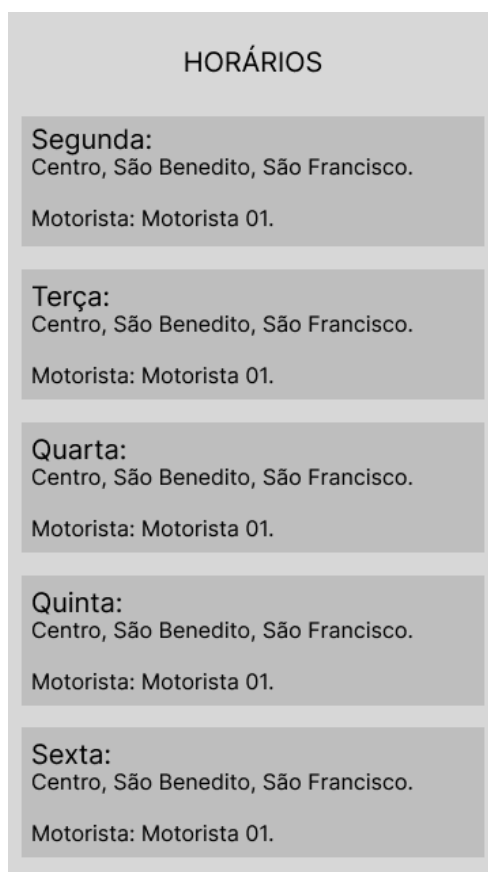 HORÁRIOS
Segunda:
Centro, São Benedito, São Francisco.
Motorista: Motorista 01.
Terça:
Centro, São Benedito, São Francisco.
Motorista: Motorista 01.
Quarta:
Centro, São Benedito, São Francisco.
Motorista: Motorista 01.
Quinta:
Centro, São Benedito, São Francisco.
Motorista: Motorista 01.
Sexta:
Centro, São Benedito, São Francisco.
Motorista: Motorista 01.